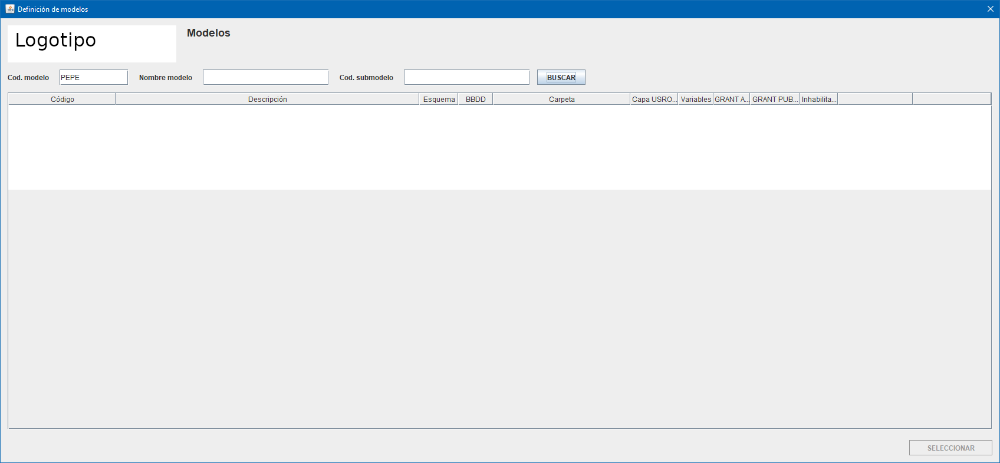 Definición de modelos
Logotipo
Modelos
Cod. modelo PEPE Nombre modelo Cod. submodelo BUSCAR
Código Descripción Esquema BBDD Carpeta Capa USRO... Variables GRANT A... GRANT PUB... Inhabilita...
SELECCIONAR